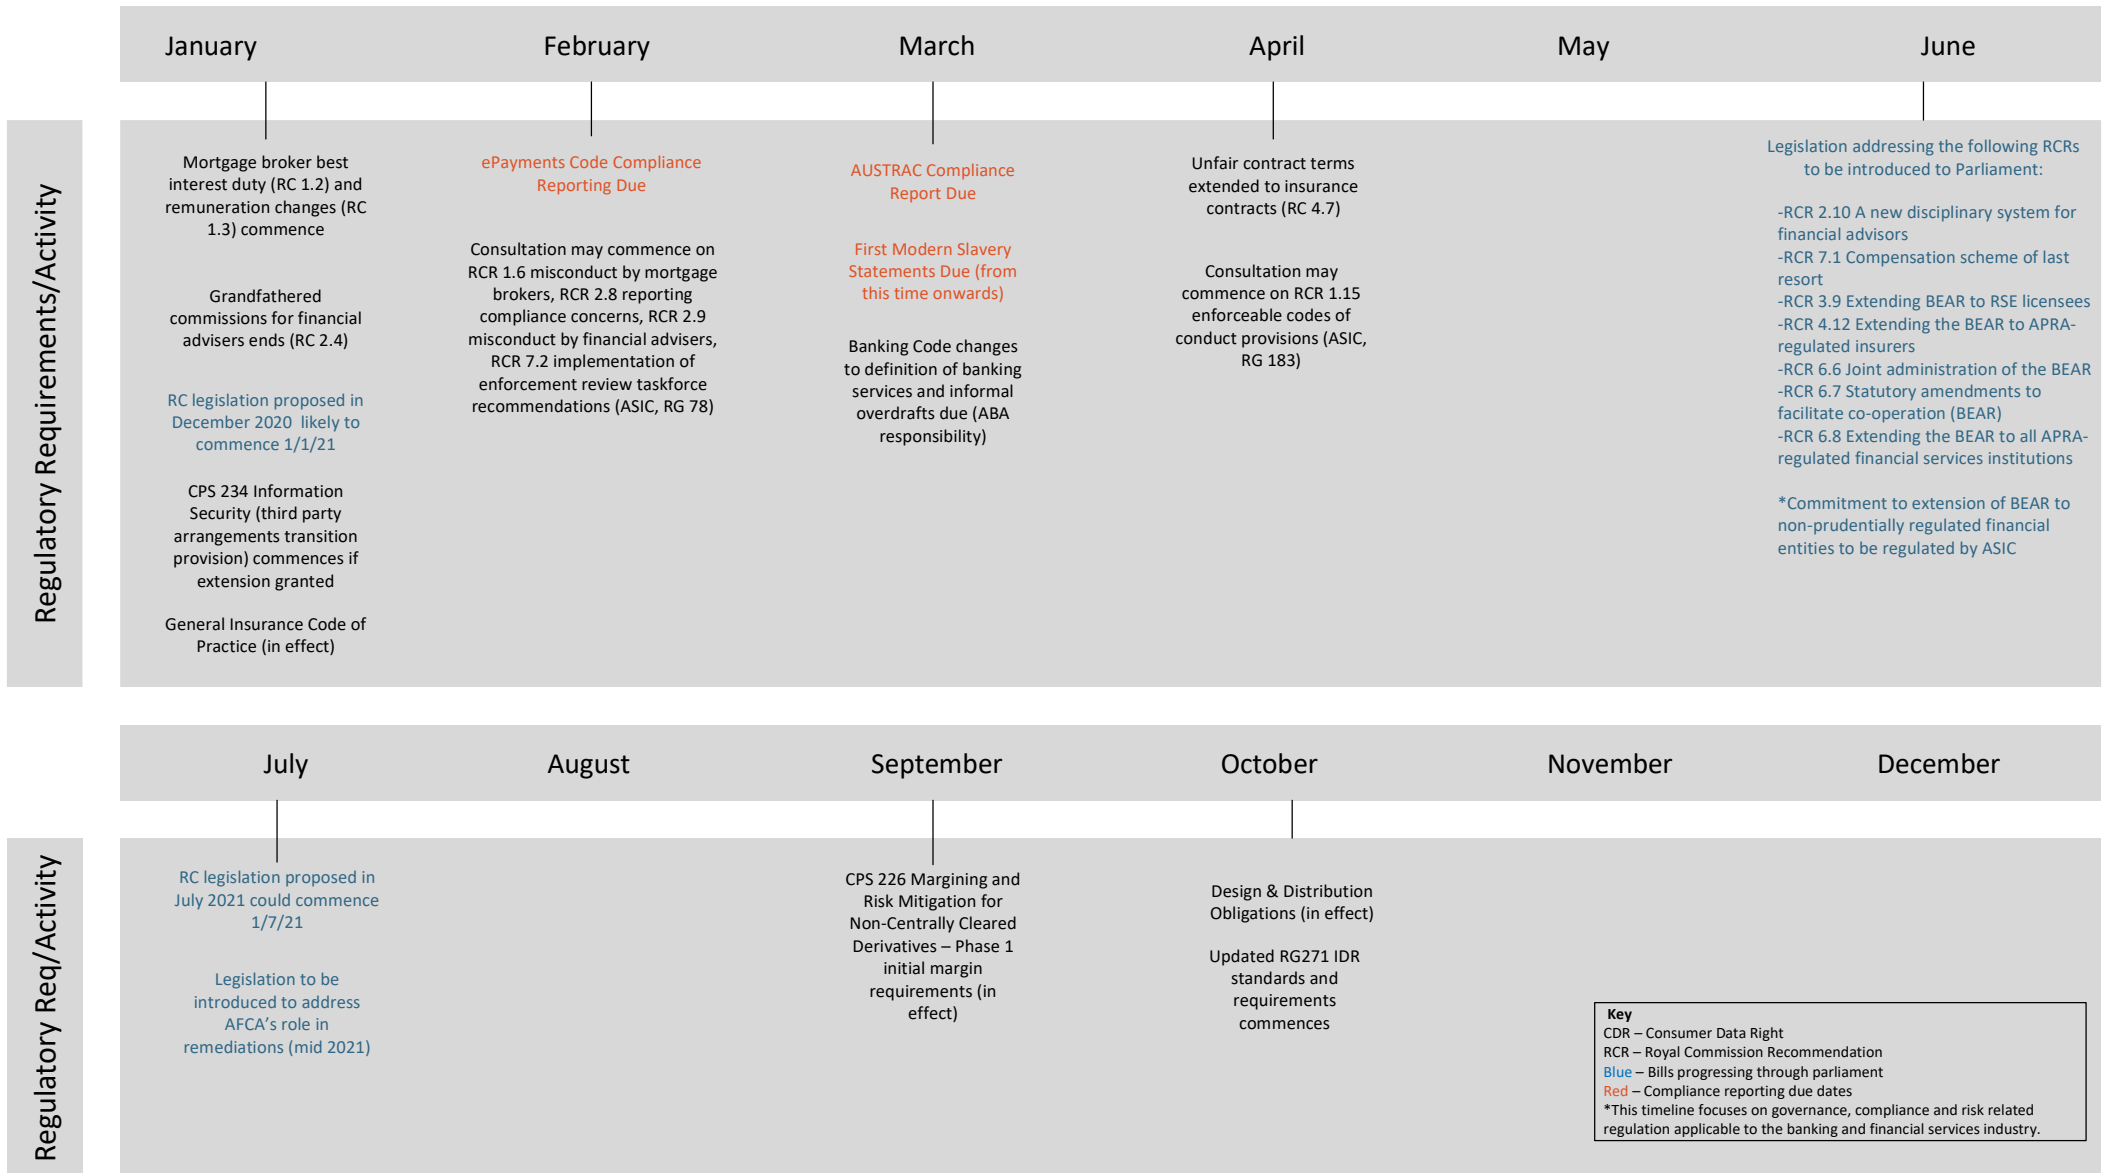 January
February
March
April
May
June
Regulatory Requirements/Activity
Mortgage broker best
interest duty (RC 1.2) and
remuneration changes (RC
1.3) commence
Grandfathered
commissions for financial
advisers ends (RC 2.4)
RC legislation proposed in
December 2020  likely to
commence 1/1/21
CPS 234 Information
Security (third party
arrangements transition
provision) commences if
extension granted
General Insurance Code of
Practice (in effect)
ePayments Code Compliance
Reporting Due
Consultation may commence on
RCR 1.6 misconduct by mortgage
brokers, RCR 2.8 reporting
compliance concerns, RCR 2.9
misconduct by financial advisers,
RCR 7.2 implementation of
enforcement review taskforce
recommendations (ASIC, RG 78)
AUSTRAC Compliance
Report Due
First Modern Slavery
Statements Due (from
this time onwards)
Banking Code changes
to definition of banking
services and informal
overdrafts due (ABA
responsibility)
Unfair contract terms
extended to insurance
contracts (RC 4.7)
Consultation may
commence on RCR 1.15
enforceable codes of
conduct provisions (ASIC,
RG 183)
Legislation addressing the following RCRs
to be introduced to Parliament:
-RCR 2.10 A new disciplinary system for
financial advisors
-RCR 7.1 Compensation scheme of last
resort
-RCR 3.9 Extending BEAR to RSE licensees
-RCR 4.12 Extending the BEAR to APRA-
regulated insurers
-RCR 6.6 Joint administration of the BEAR
-RCR 6.7 Statutory amendments to
facilitate co-operation (BEAR)
-RCR 6.8 Extending the BEAR to all APRA-
regulated financial services institutions
*Commitment to extension of BEAR to
non-prudentially regulated financial
entities to be regulated by ASIC
July
August
September
October
November
December
Regulatory Req/Activity
RC legislation proposed in
July 2021 could commence
1/7/21
Legislation to be
introduced to address
AFCA’s role in
remediations (mid 2021)
CPS 226 Margining and
Risk Mitigation for
Non-Centrally Cleared
Derivatives – Phase 1
initial margin
requirements (in
effect)
Design & Distribution
Obligations (in effect)
Updated RG271 IDR
standards and
requirements
commences
Key
CDR – Consumer Data Right
RCR – Royal Commission Recommendation
Blue – Bills progressing through parliament
Red – Compliance reporting due dates
*This timeline focuses on governance, compliance and risk related
regulation applicable to the banking and financial services industry.